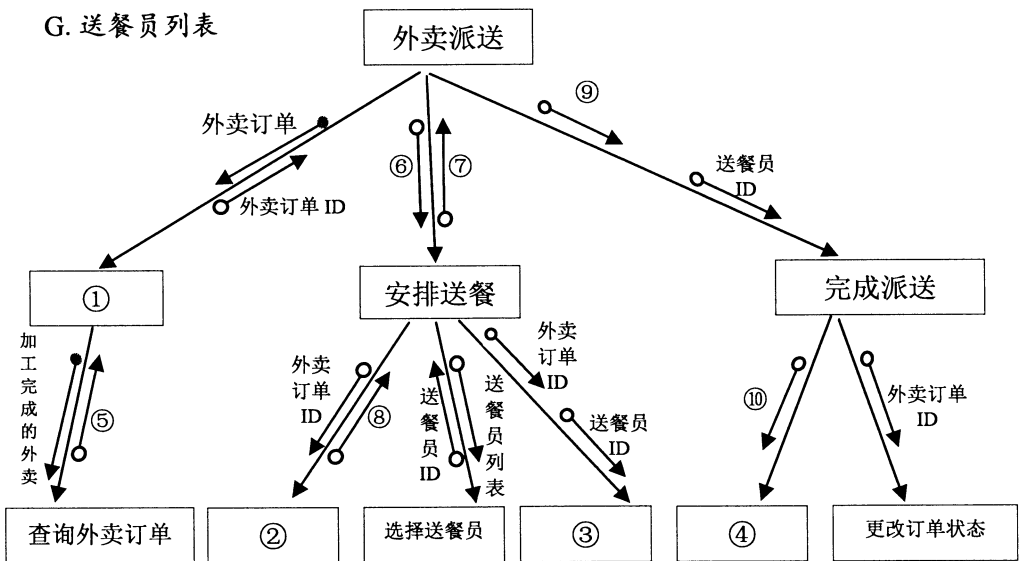 G. 送餐员列表
外卖派送
⑨
外卖订单
⑥
⑦
送餐员
ID
外卖订单 ID
①
安排送餐
完成派送
加
工
完
成
的
外
卖
⑤
外卖
订单
ID
⑧
送
餐
员
ID
送
餐
员
列
表
外卖
订单
ID
送餐员
ID
⑩
外卖订单
ID
查询外卖订单
②
选择送餐员
③
④
更改订单状态